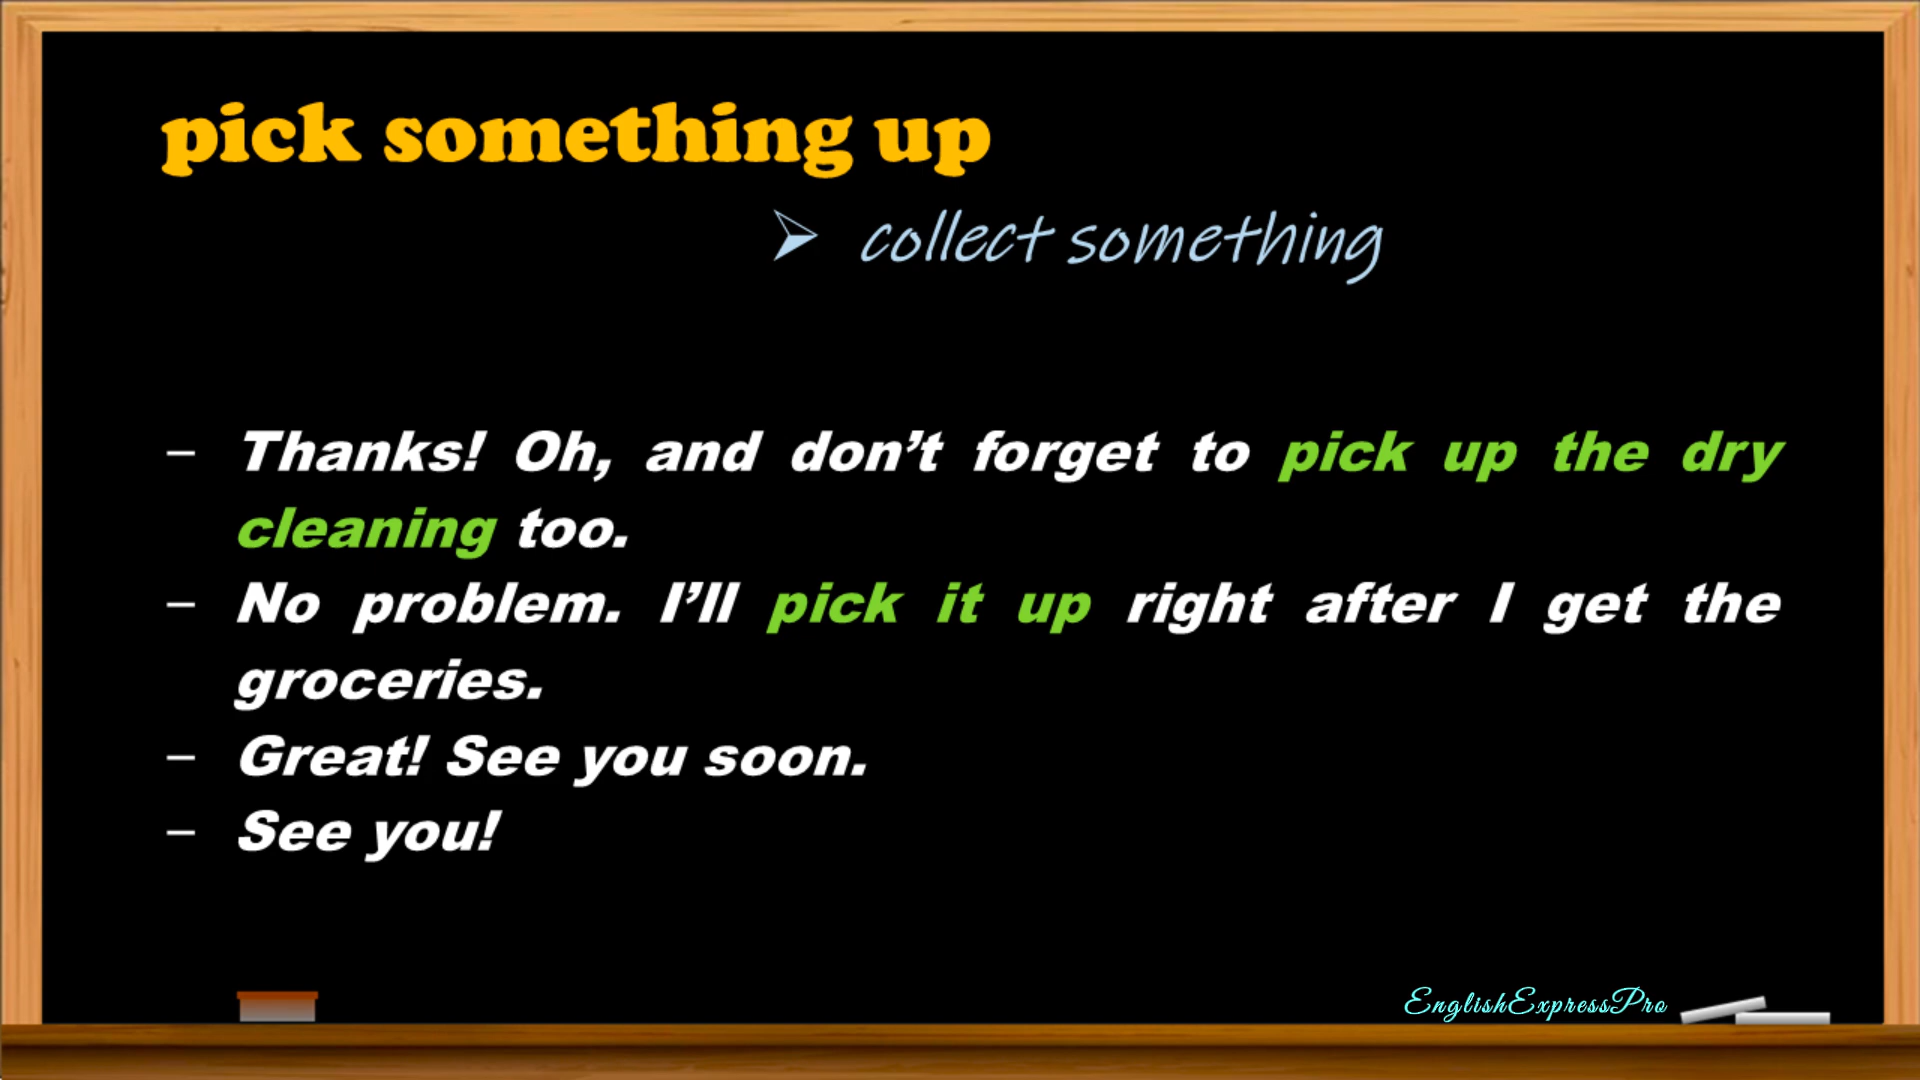 pick something up
➢ collect something
– Thanks! Oh, and don’t forget to pick up the dry
cleaning too.
– No problem. I’ll pick it up right after I get the
groceries.
– Great! See you soon.
– See you!
EnglishExpressPro